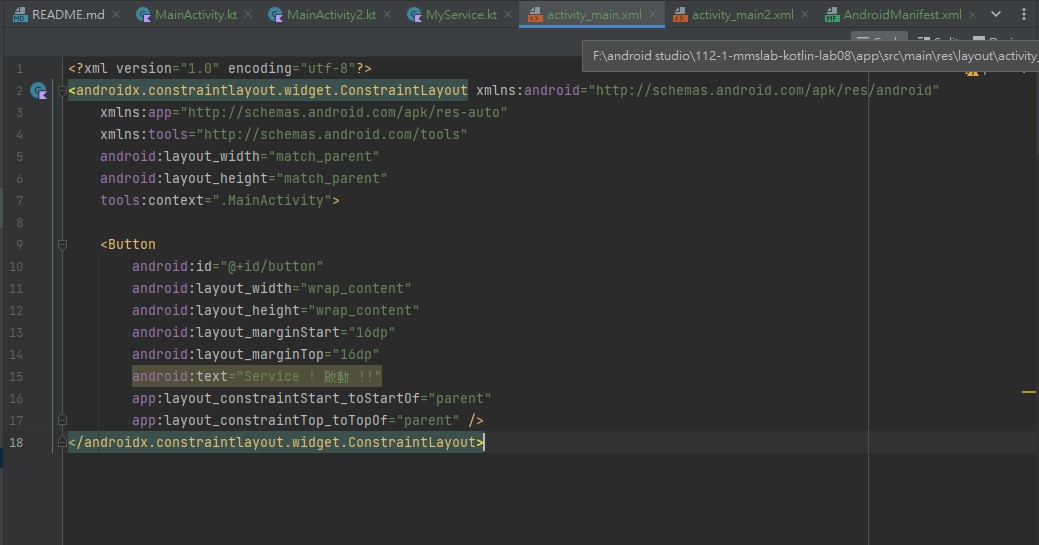 README.md MainActivity.kt MainActivity2.kt MyService.kt activity_main.xml activity_main2.xml AndroidManifest.xml
F:\android studio\112-1-mmslab-kotlin-lab08\app\src\main\res\layout\activity_
1 <?xml version="1.0" encoding="utf-8"?>
2 <androidx.constraintlayout.widget.ConstraintLayout xmlns:android="http://schemas.android.com/apk/res/android"
3 xmlns:app="http://schemas.android.com/apk/res-auto"
4 xmlns:tools="http://schemas.android.com/tools"
5 android:layout_width="match_parent"
6 android:layout_height="match_parent"
7 tools:context=".MainActivity">
8
9 <Button
10 android:id="@+id/button"
11 android:layout_width="wrap_content"
12 android:layout_height="wrap_content"
13 android:layout_marginStart="16dp"
14 android:layout_marginTop="16dp"
15 android:text="Service ! 啟動 !!"
16 app:layout_constraintStart_toStartOf="parent"
17 app:layout_constraintTop_toTopOf="parent" />
18 </androidx.constraintlayout.widget.ConstraintLayout>